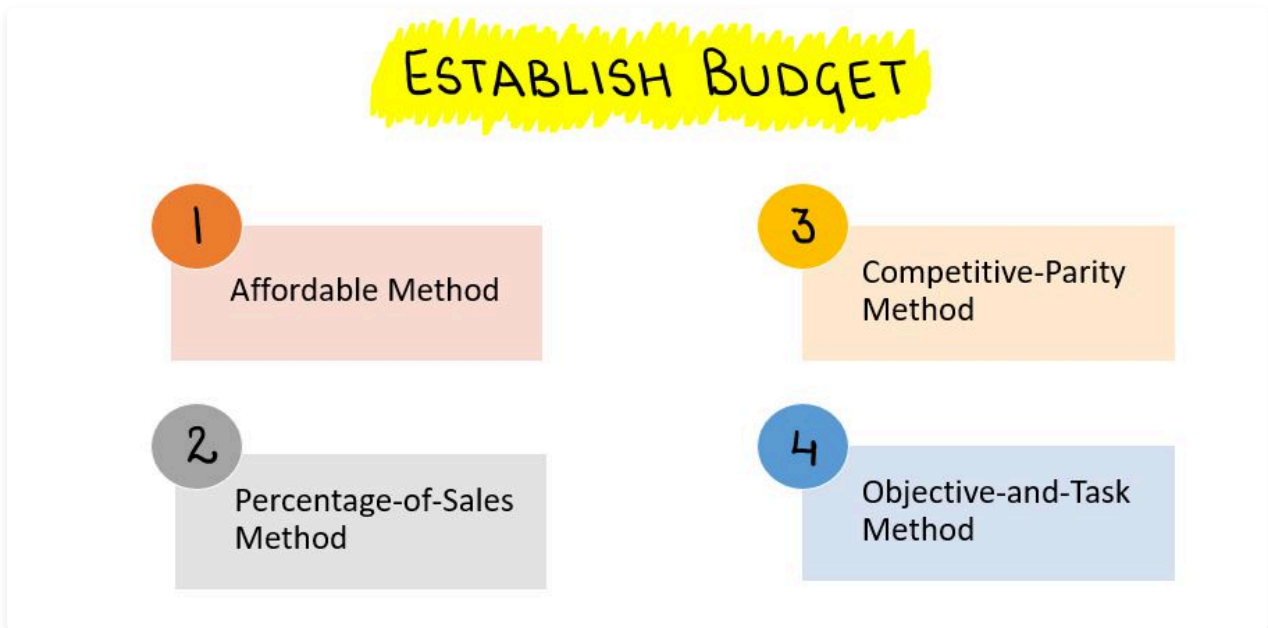 ESTABLISH BUDGET
1
Affordable Method
2
Percentage-of-Sales
Method
3
Competitive-Parity
Method
4
Objective-and-Task
Method